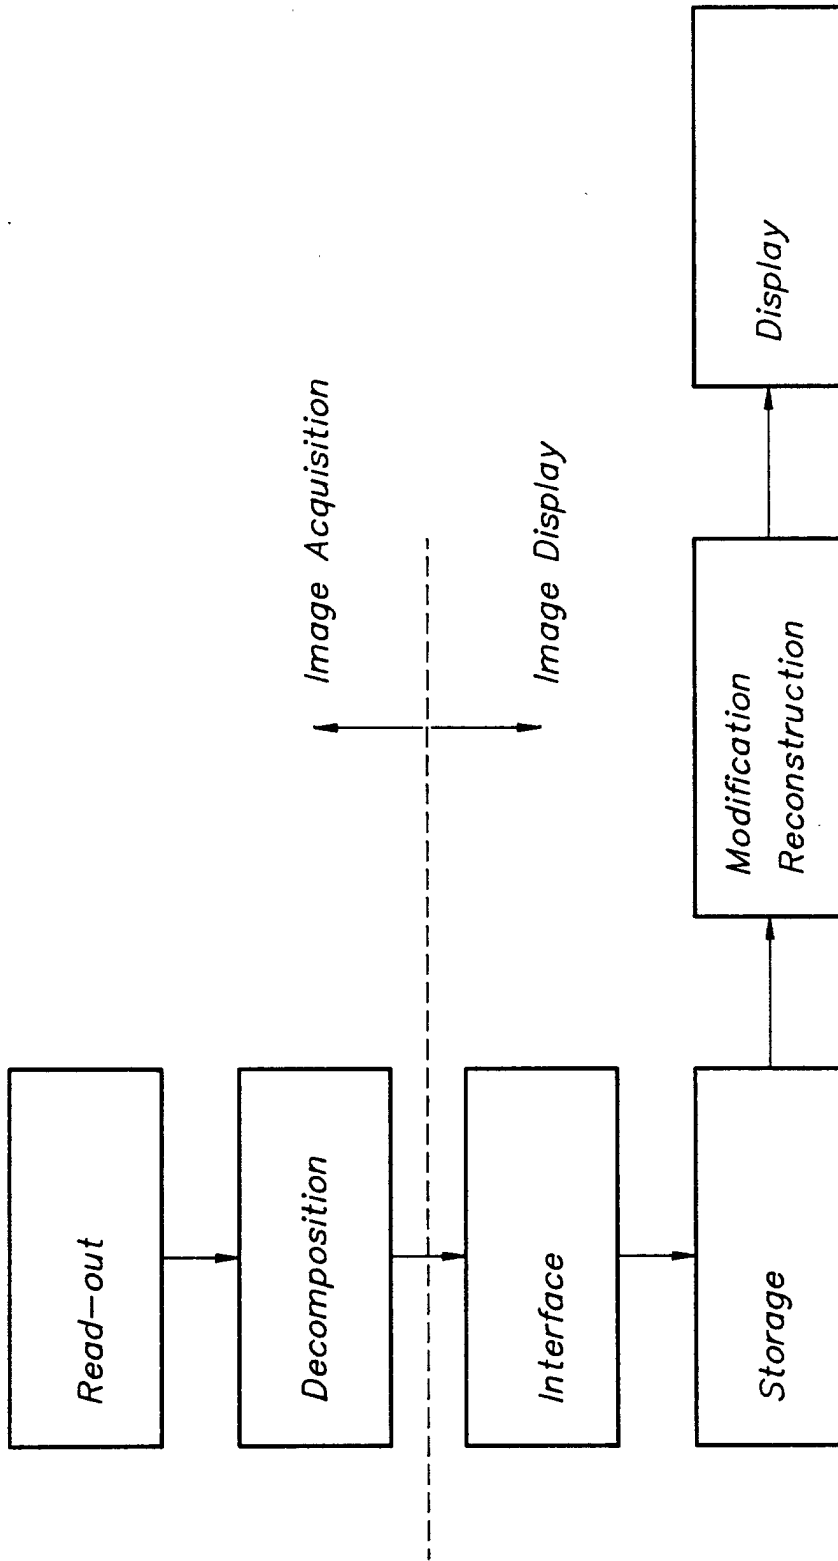 Read-out
Decomposition
Image Acquisition
Image Display
Interface
Storage
Modification
Reconstruction
Display